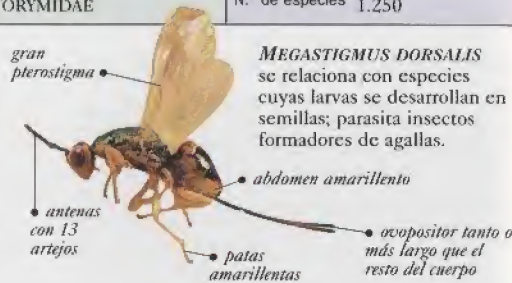 ORYMIDAE
N.º de especies 1.250
gran
pterostigma
MEGASTIGMUS DORSALIS
se relaciona con especies
cuyas larvas se desarrollan en
semillas; parasita insectos
formadores de agallas.
abdomen amarillento
antenas
con 13
artejos
patas
amarillentas
ovopositor tanto o
más largo que el
resto del cuerpo